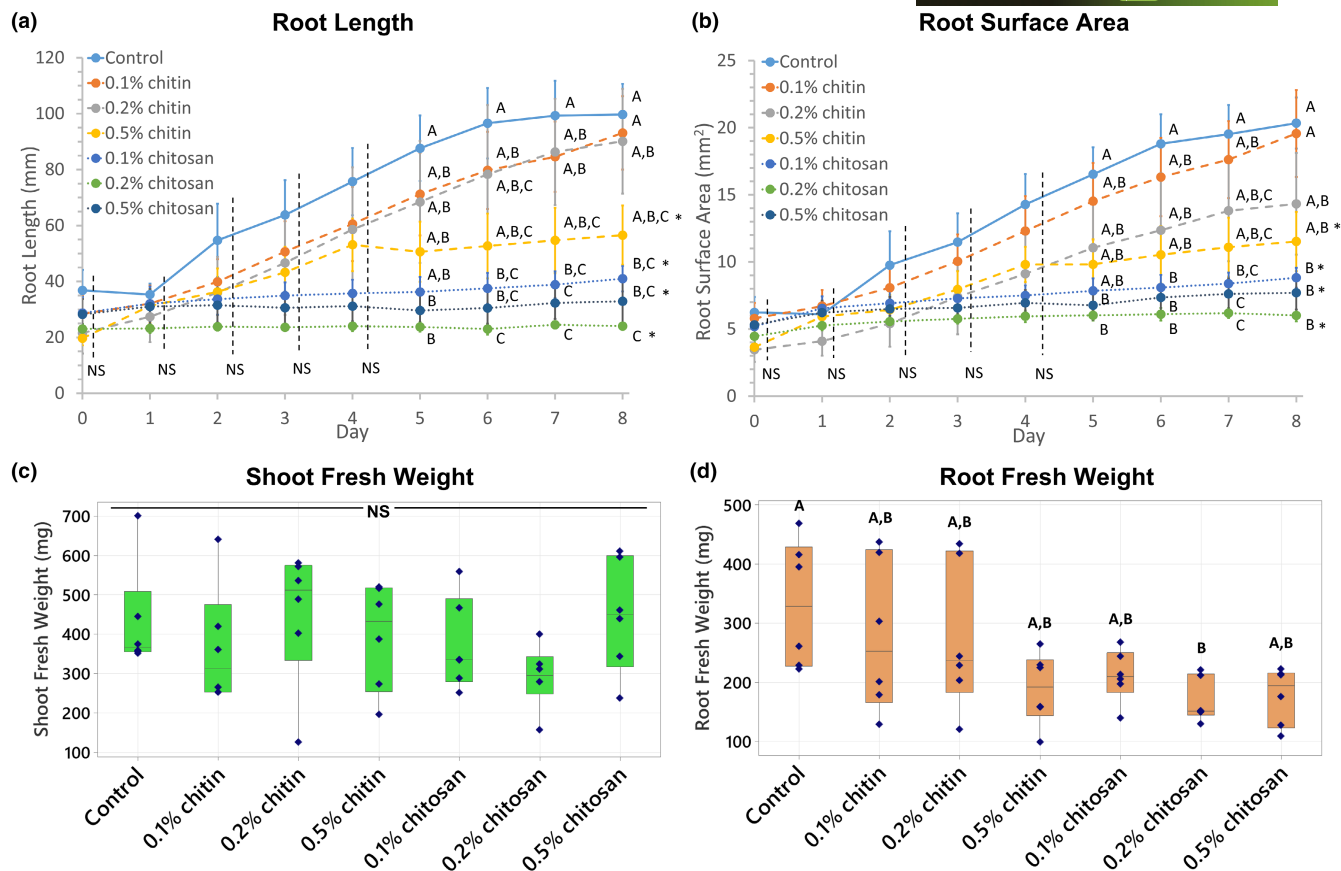 (a)
Root Length
Root Length (mm)
120
100
80
60
40
20
0
Control
0.1% chitin
0.2% chitin
0.5% chitin
0.1% chitosan
0.2% chitosan
0.5% chitosan
NS
NS
NS
NS
NS
A
A,B
A,B
A,B
A,B
B
B
A
A,B
A,B,C
A,B,C
B,C
B,C
C
A
A,B
A,B
A,B,C
B,C
C
C
A
A
A,B
A,B,C *
B,C *
B,C *
C *
0 1 2 3 4 5 6 7 8
Day
(b)
Root Surface Area
Root Surface Area (mm²)
25
20
15
10
5
0
Control
0.1% chitin
0.2% chitin
0.5% chitin
0.1% chitosan
0.2% chitosan
0.5% chitosan
NS
NS
NS
NS
NS
A
A,B
A,B
A,B
A,B
B
B
A
A,B
A,B
A,B
B
B
B
A
A,B
A,B,C
A,B,C
B,C
C
C
A
A
A,B
A,B *
B *
B *
B *
0 1 2 3 4 5 6 7 8
Day
(c)
Shoot Fresh Weight
Shoot Fresh Weight (mg)
700
600
500
400
300
200
100
NS
Control
0.1% chitin
0.2% chitin
0.5% chitin
0.1% chitosan
0.2% chitosan
0.5% chitosan
(d)
Root Fresh Weight
Root Fresh Weight (mg)
500
400
300
200
100
A
A,B
A,B
A,B
A,B
B
A,B
Control
0.1% chitin
0.2% chitin
0.5% chitin
0.1% chitosan
0.2% chitosan
0.5% chitosan